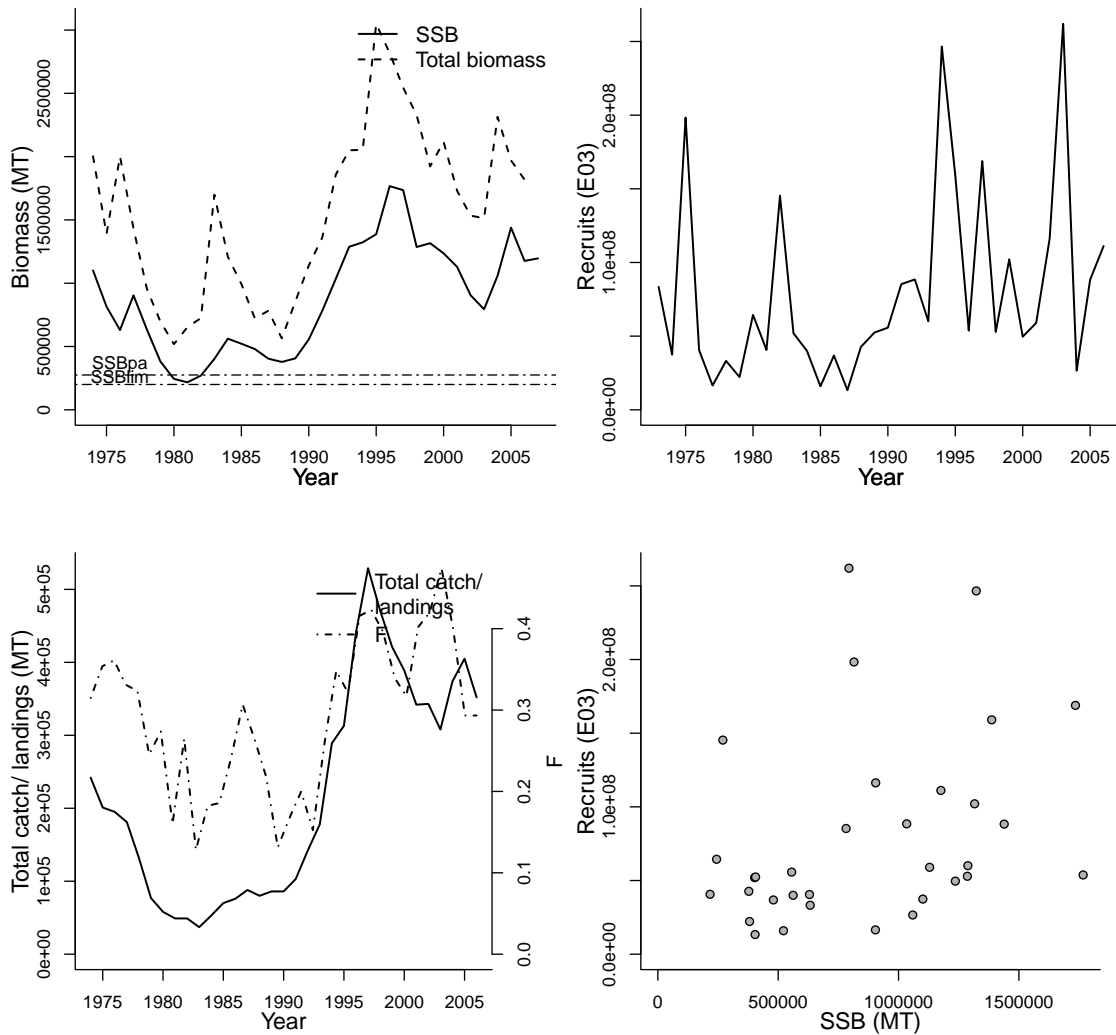 SSB
Total biomass
Biomass (MT)
0
500000
1500000
2500000
SSBpa
SSBlim
1975 1980 1985 1990 1995 2000 2005
Year
Recruits (E03)
0.0e+00
1.0e+08
2.0e+08
1975 1980 1985 1990 1995 2000 2005
Year
Total catch/
landings
F
Total catch/ landings (MT)
0e+00
1e+05
2e+05
3e+05
4e+05
5e+05
0.0
0.1
0.2
0.3
0.4
F
1975 1980 1985 1990 1995 2000 2005
Year
Recruits (E03)
0.0e+00
1.0e+08
2.0e+08
0 500000 1000000 1500000
SSB (MT)